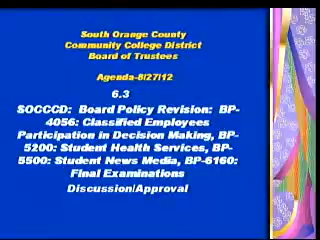 South Orange County
Community College District
Board of Trustees
Agenda-8/27/12
6.3
SOCCCD: Board Policy Revision: BP-
4056: Classified Employees
Participation in Decision Making, BP-
5200: Student Health Services, BP-
5500: Student News Media, BP-6160:
Final Examinations
Discussion/Approval